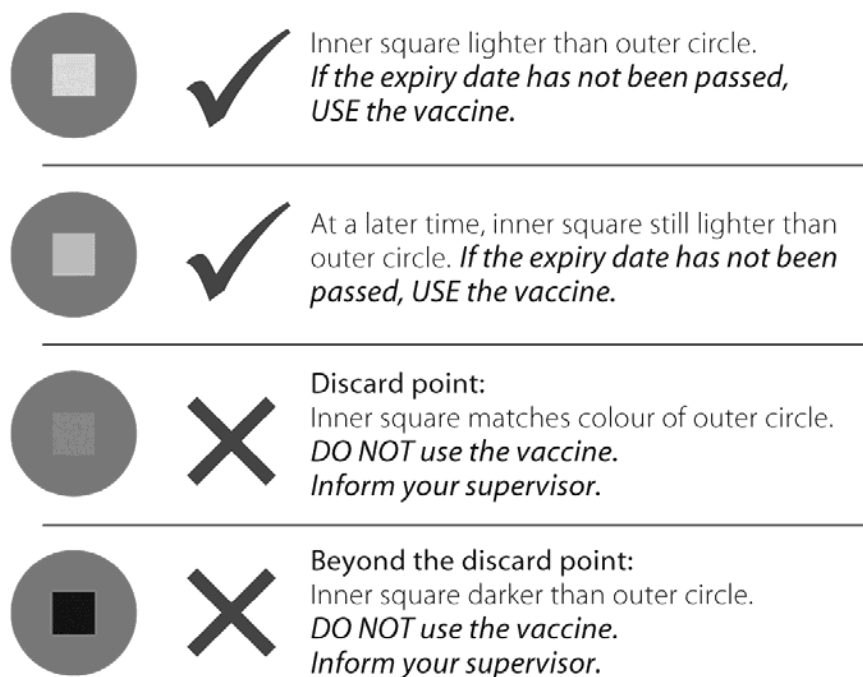 Inner square lighter than outer circle.
If the expiry date has not been passed,
USE the vaccine.
At a later time, inner square still lighter than
outer circle. If the expiry date has not been
passed, USE the vaccine.
Discard point:
Inner square matches colour of outer circle.
DO NOT use the vaccine.
Inform your supervisor.
Beyond the discard point:
Inner square darker than outer circle.
DO NOT use the vaccine.
Inform your supervisor.